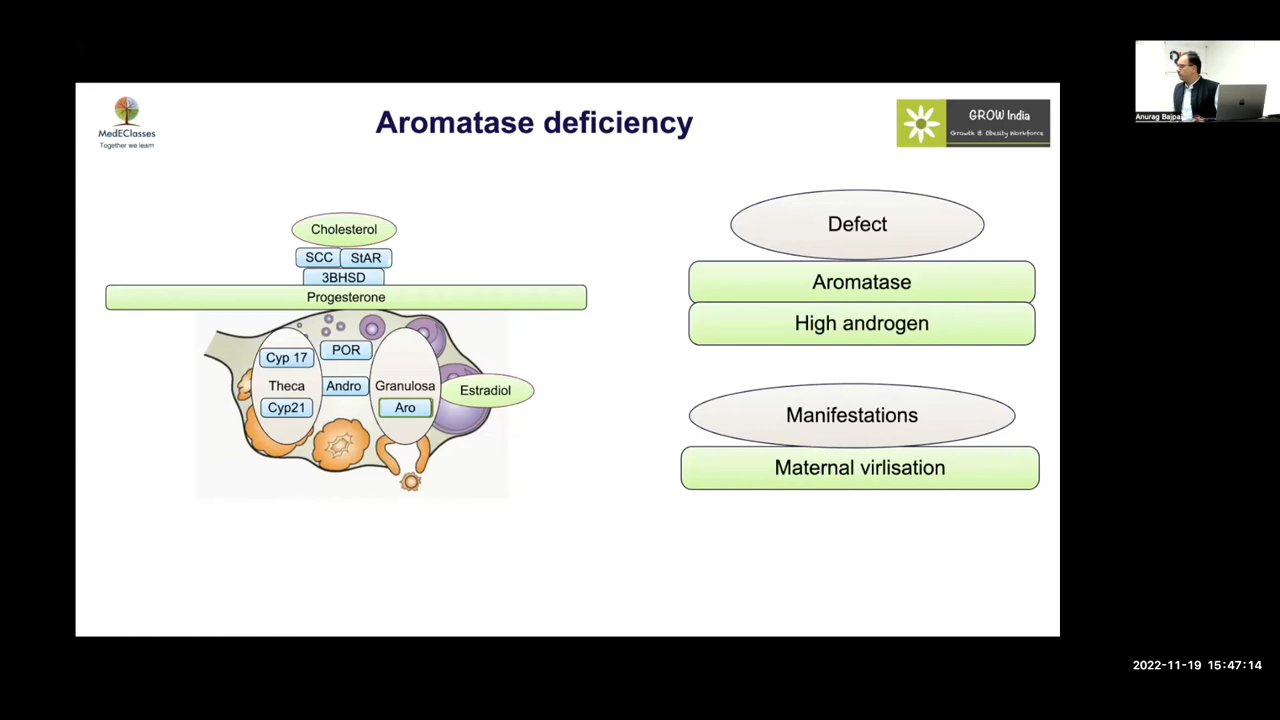 MedEClasses
Together we learn
Aromatase deficiency
GROW India
Growth & Obesity Workforce
Cholesterol
SCC
StAR
3BHSD
Progesterone
Cyp 17
POR
Theca
Andro
Granulosa
Estradiol
Cyp21
Aro
Defect
Aromatase
High androgen
Manifestations
Maternal virlisation
Anurag Bajpai
2022-11-19 15:47:14